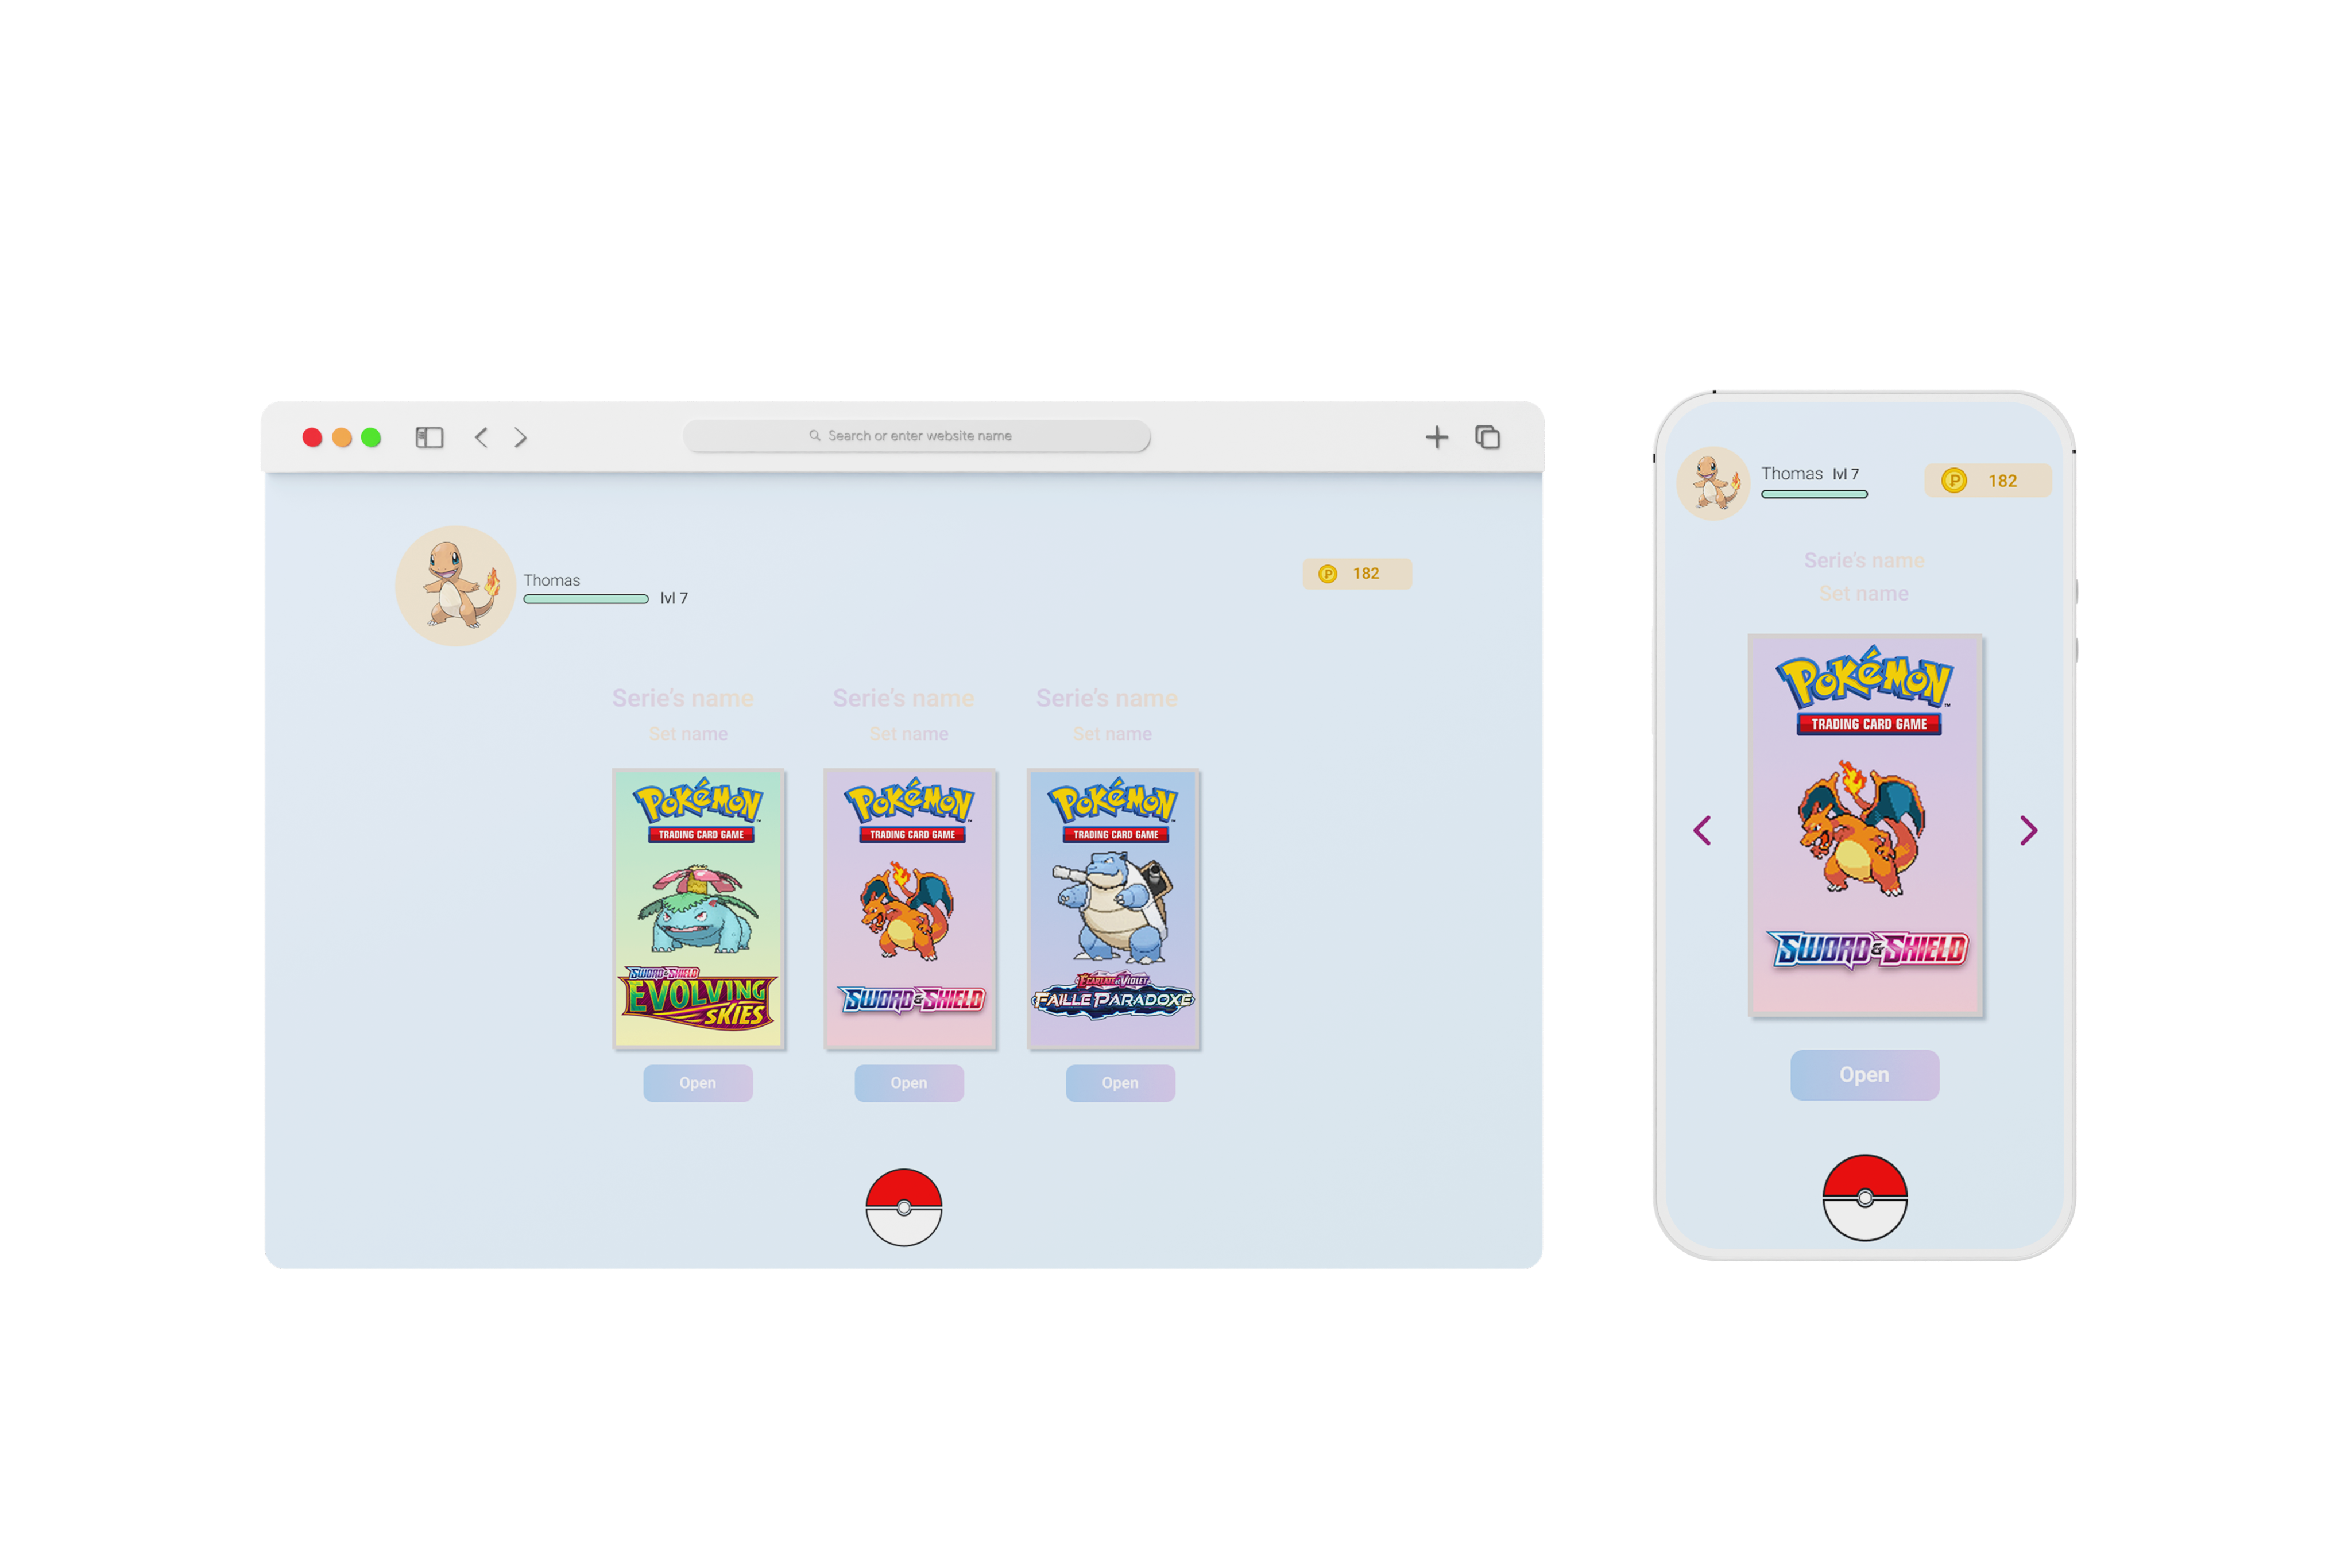 Search or enter website name
Thomas
lvl 7
P 182
Serie's name
Set name
POKéMON
TRADING CARD GAME
SWORD & SHIELD
EVOLVING
SKIES
Open
Serie's name
Set name
POKéMON
TRADING CARD GAME
SWORD & SHIELD
Open
Serie's name
Set name
POKéMON
TRADING CARD GAME
ÉCARLATE ET VIOLET
FAILLE PARADOXE
Open
Thomas lvl 7
P 182
Serie's name
Set name
POKéMON
TRADING CARD GAME
SWORD & SHIELD
Open